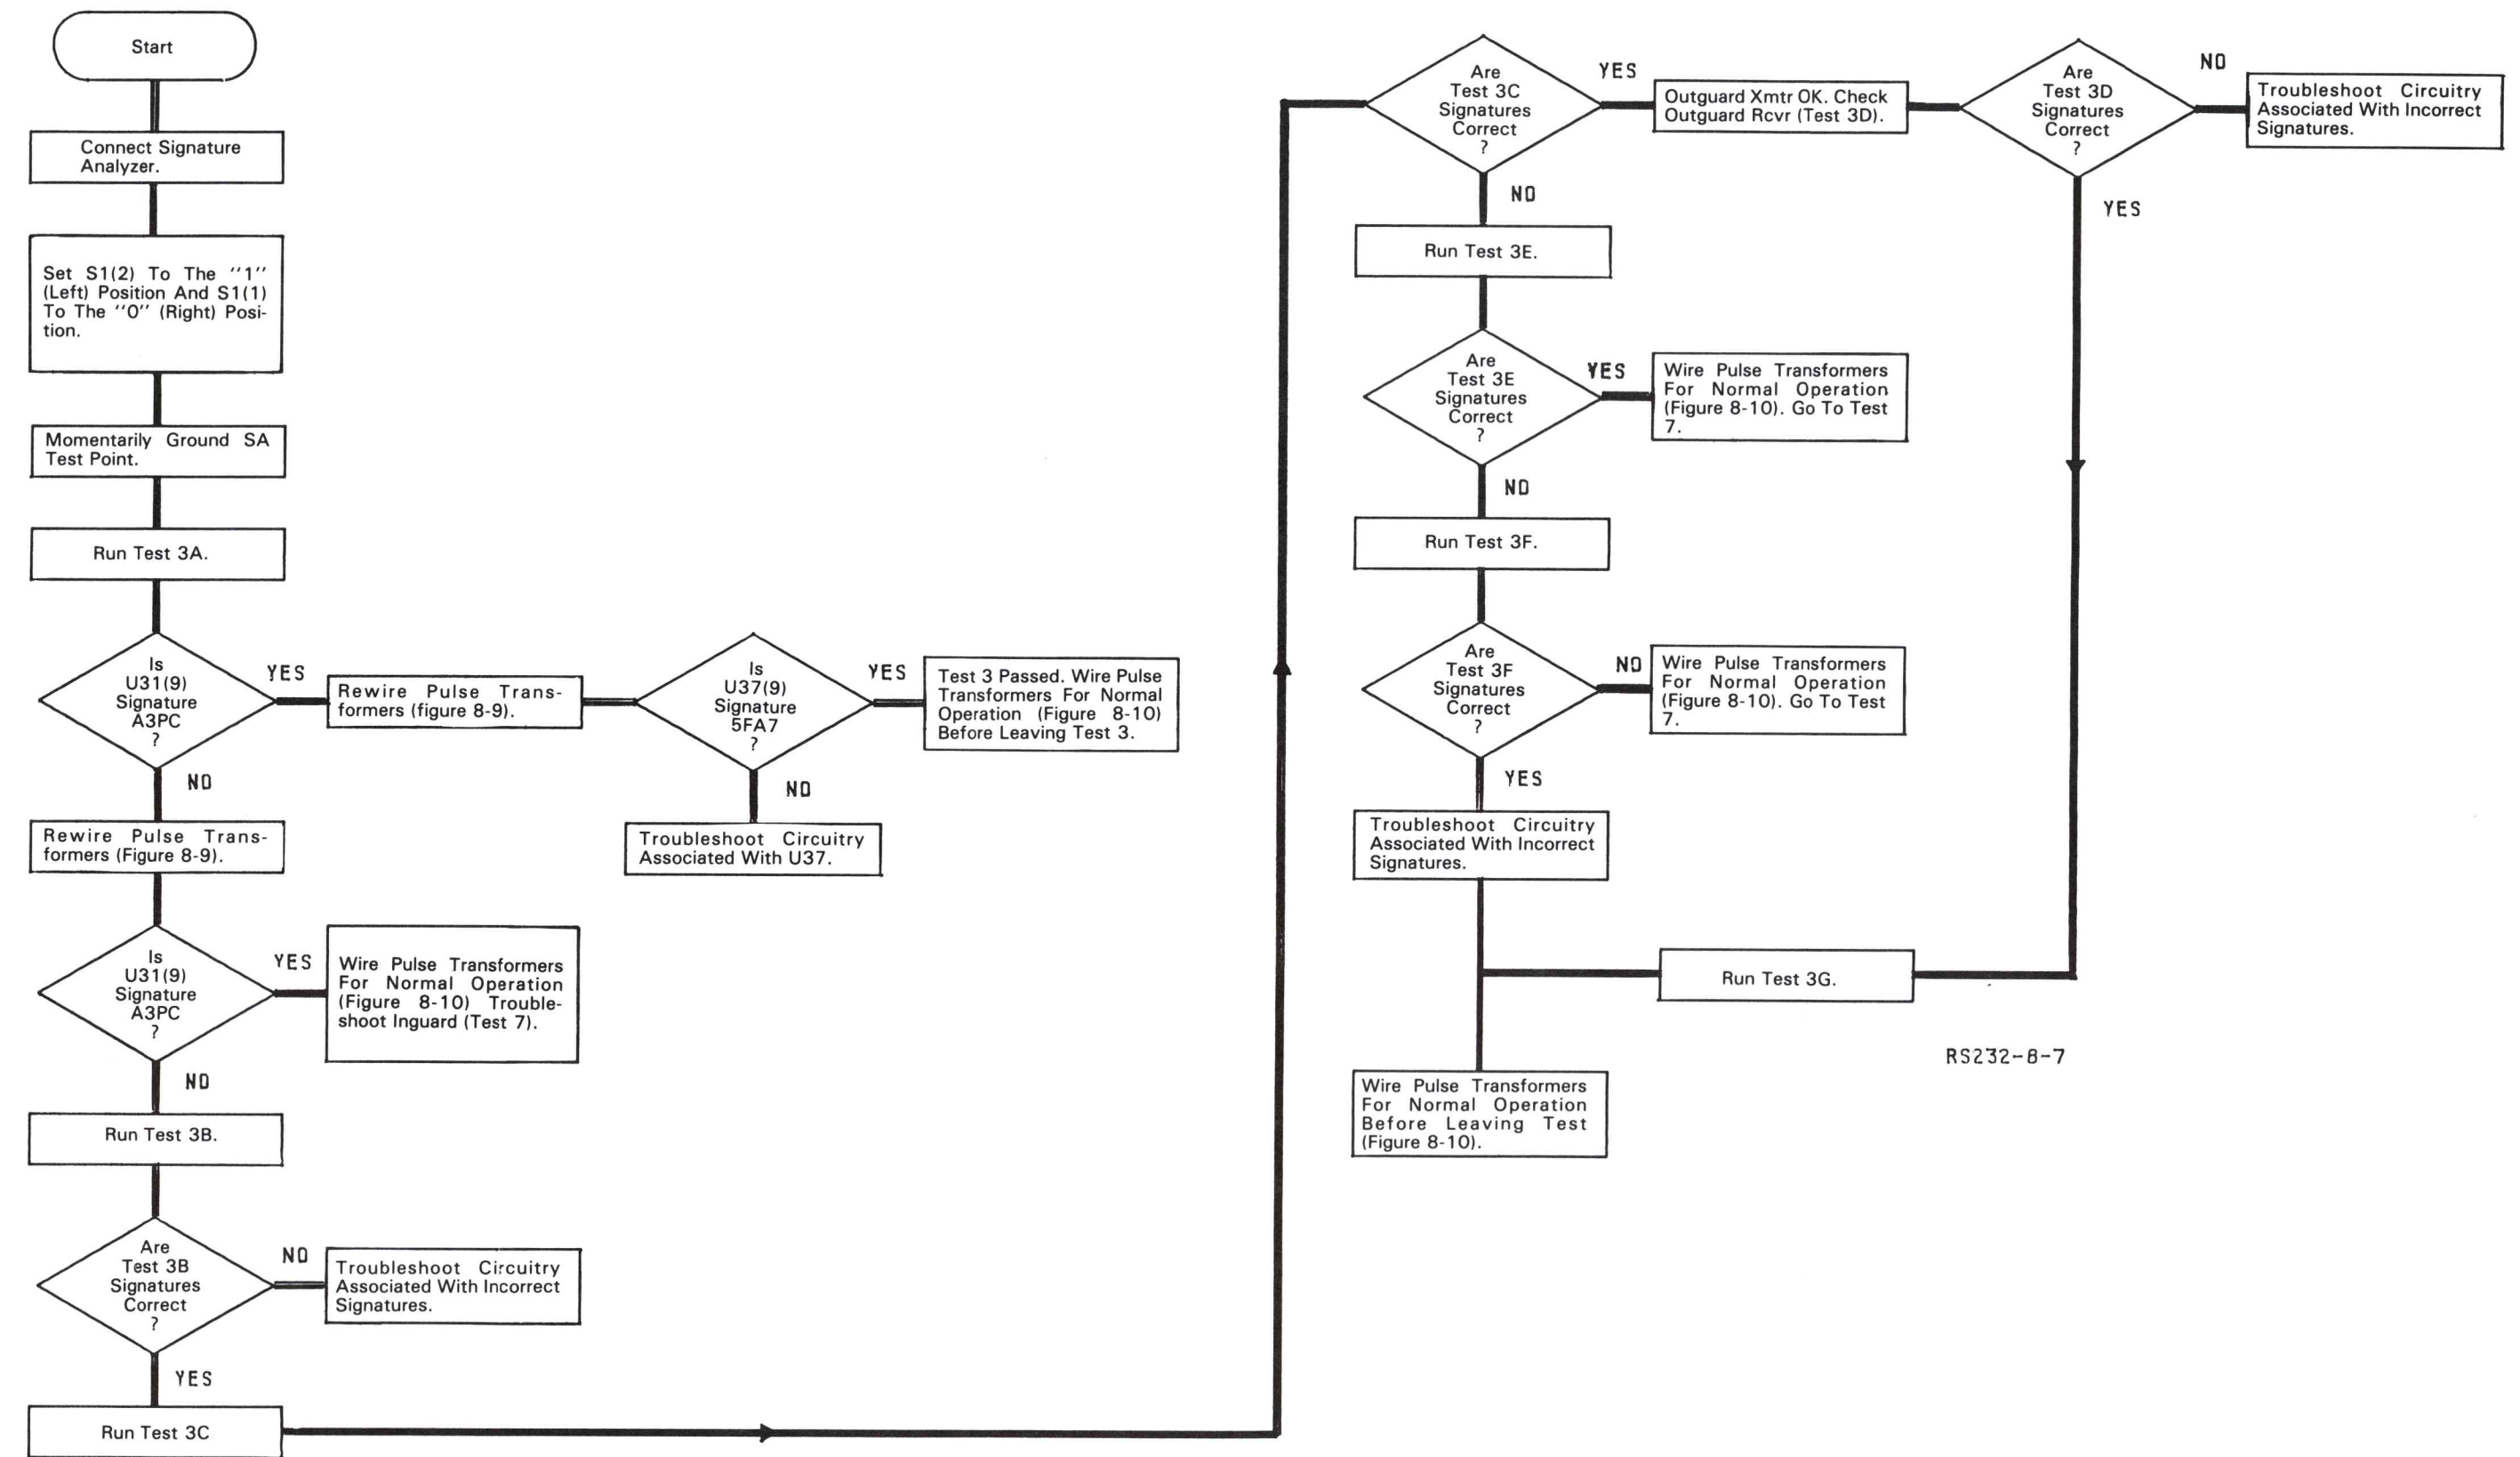 Start
Connect Signature
Analyzer.
Set S1(2) To The "1"
(Left) Position And S1(1)
To The "0" (Right) Posi-
tion.
Momentarily Ground SA
Test Point.
Run Test 3A.
Is
U31(9)
Signature
A3PC
?
YES
Rewire Pulse Trans-
formers (figure 8-9).
Is
U37(9)
Signature
5FA7
?
YES
Test 3 Passed. Wire Pulse
Transformers For Normal
Operation (Figure 8-10)
Before Leaving Test 3.
NO
Troubleshoot Circuitry
Associated With U37.
NO
Rewire Pulse Trans-
formers (Figure 8-9).
Is
U31(9)
Signature
A3PC
?
YES
Wire Pulse Transformers
For Normal Operation
(Figure 8-10) Trouble-
shoot Inguard (Test 7).
NO
Run Test 3B.
Are
Test 3B
Signatures
Correct
?
NO
Troubleshoot Circuitry
Associated With Incorrect
Signatures.
YES
Run Test 3C
Are
Test 3C
Signatures
Correct
?
YES
Outguard Xmtr OK. Check
Outguard Rcvr (Test 3D).
Are
Test 3D
Signatures
Correct
?
NO
Troubleshoot Circuitry
Associated With Incorrect
Signatures.
YES
NO
Run Test 3E.
Are
Test 3E
Signatures
Correct
?
YES
Wire Pulse Transformers
For Normal Operation
(Figure 8-10). Go To Test
7.
NO
Run Test 3F.
Are
Test 3F
Signatures
Correct
?
NO
Wire Pulse Transformers
For Normal Operation
(Figure 8-10). Go To Test
7.
YES
Troubleshoot Circuitry
Associated With Incorrect
Signatures.
Run Test 3G.
Wire Pulse Transformers
For Normal Operation
Before Leaving Test
(Figure 8-10).
RS232-8-7